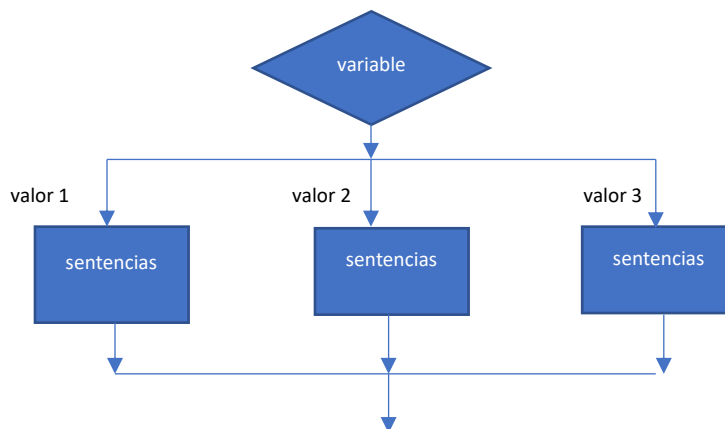 variable
valor 1
valor 2
valor 3
sentencias
sentencias
sentencias